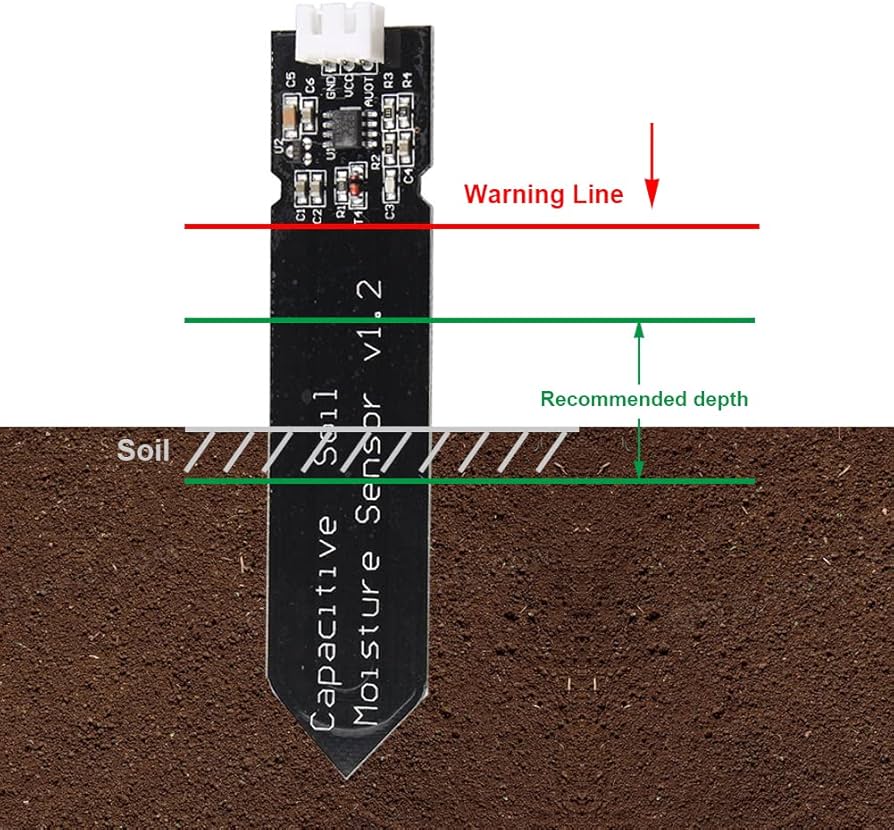 C5
C6
GND
VCC
AUOT
R3
R4
U2
U1
R2
C4
C1
C2
R1
T4
C3
Warning Line
Recommended depth
Soil
Capacitive Soil
Moisture Sensor v1.2